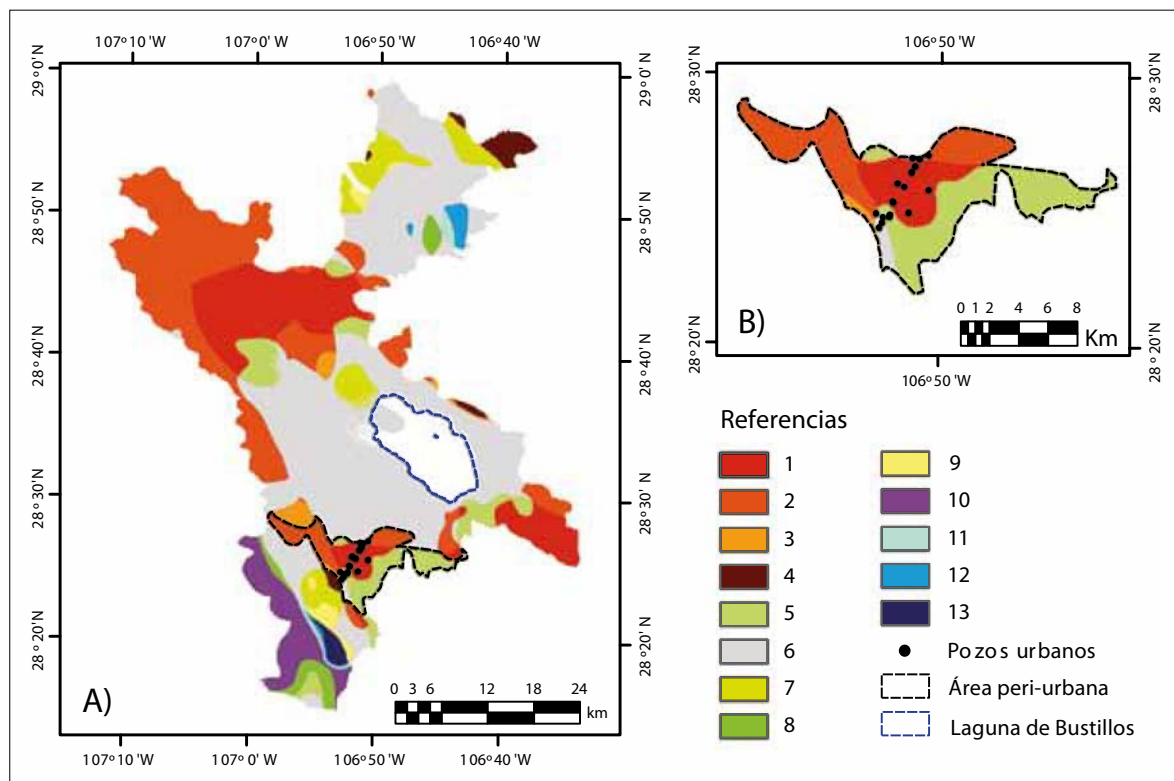 107°10 'W 107°0 'W 106°50 'W 106°40 'W
29°0' N
28°50' N
28°40' N
28°30' N
28°20' N
29°0' N
28°50' N
28°40' N
28°30' N
28°20' N
A)
0 3 6 12 18 24
km
107°10 'W 107°0 'W 106°50 'W 106°40 'W
106°50 'W
28°30' N
28°20' N
28°30' N
28°20' N
B)
0 1 2 4 6 8
Km
106°50 'W
Referencias
1
2
3
4
5
6
7
8
9
10
11
12
13
Pozos urbanos
Área peri-urbana
Laguna de Bustillos